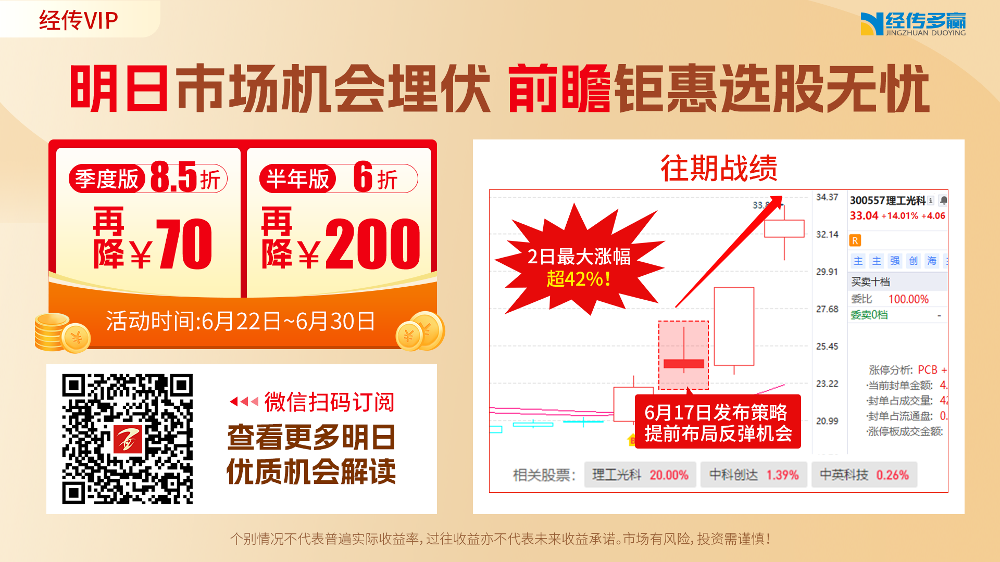 经传VIP
经传多赢
JINGZHUAN DUOYING
明日市场机会埋伏 前瞻钜惠选股无忧
季度版 8.5折
再降 ¥70
半年版 6折
再降 ¥200
活动时间:6月22日~6月30日
微信扫码订阅
查看更多明日
优质机会解读
往期战绩
2日最大涨幅
超42%!
33.8
34.37
32.14
29.91
27.68
25.45
23.22
20.99
300557理工光科
33.04 +14.01% +4.06
R
主 主 强 创 海
买卖十档
委比 100.00%
委卖0档 -
涨停分析: PCB +
·当前封单金额: 4.
·封单占成交量: 42
·封单占流通盘: 0.
·涨停板成交金额:
6月17日发布策略
提前布局反弹机会
相关股票: 理工光科 20.00% 中科创达 1.39% 中英科技 0.26%
个别情况不代表普遍实际收益率,过往收益亦不代表未来收益承诺。市场有风险,投资需谨慎!